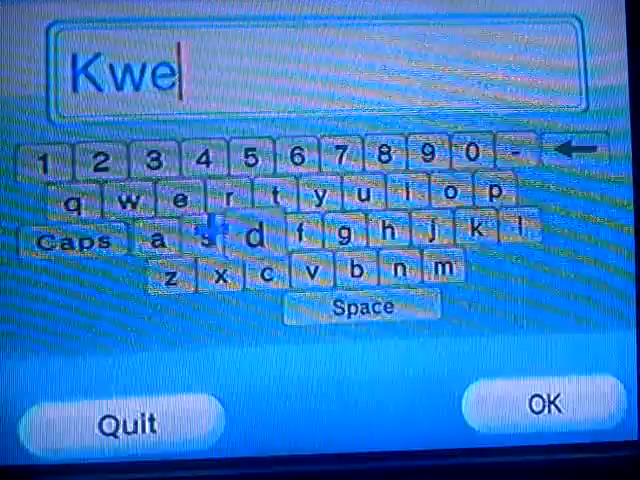 Kwe
1 2 3 4 5 6 7 8 9 0 - ←
q w e r t y u i o p
Caps a s d f g h j k l
z x c v b n m
Space
Quit OK